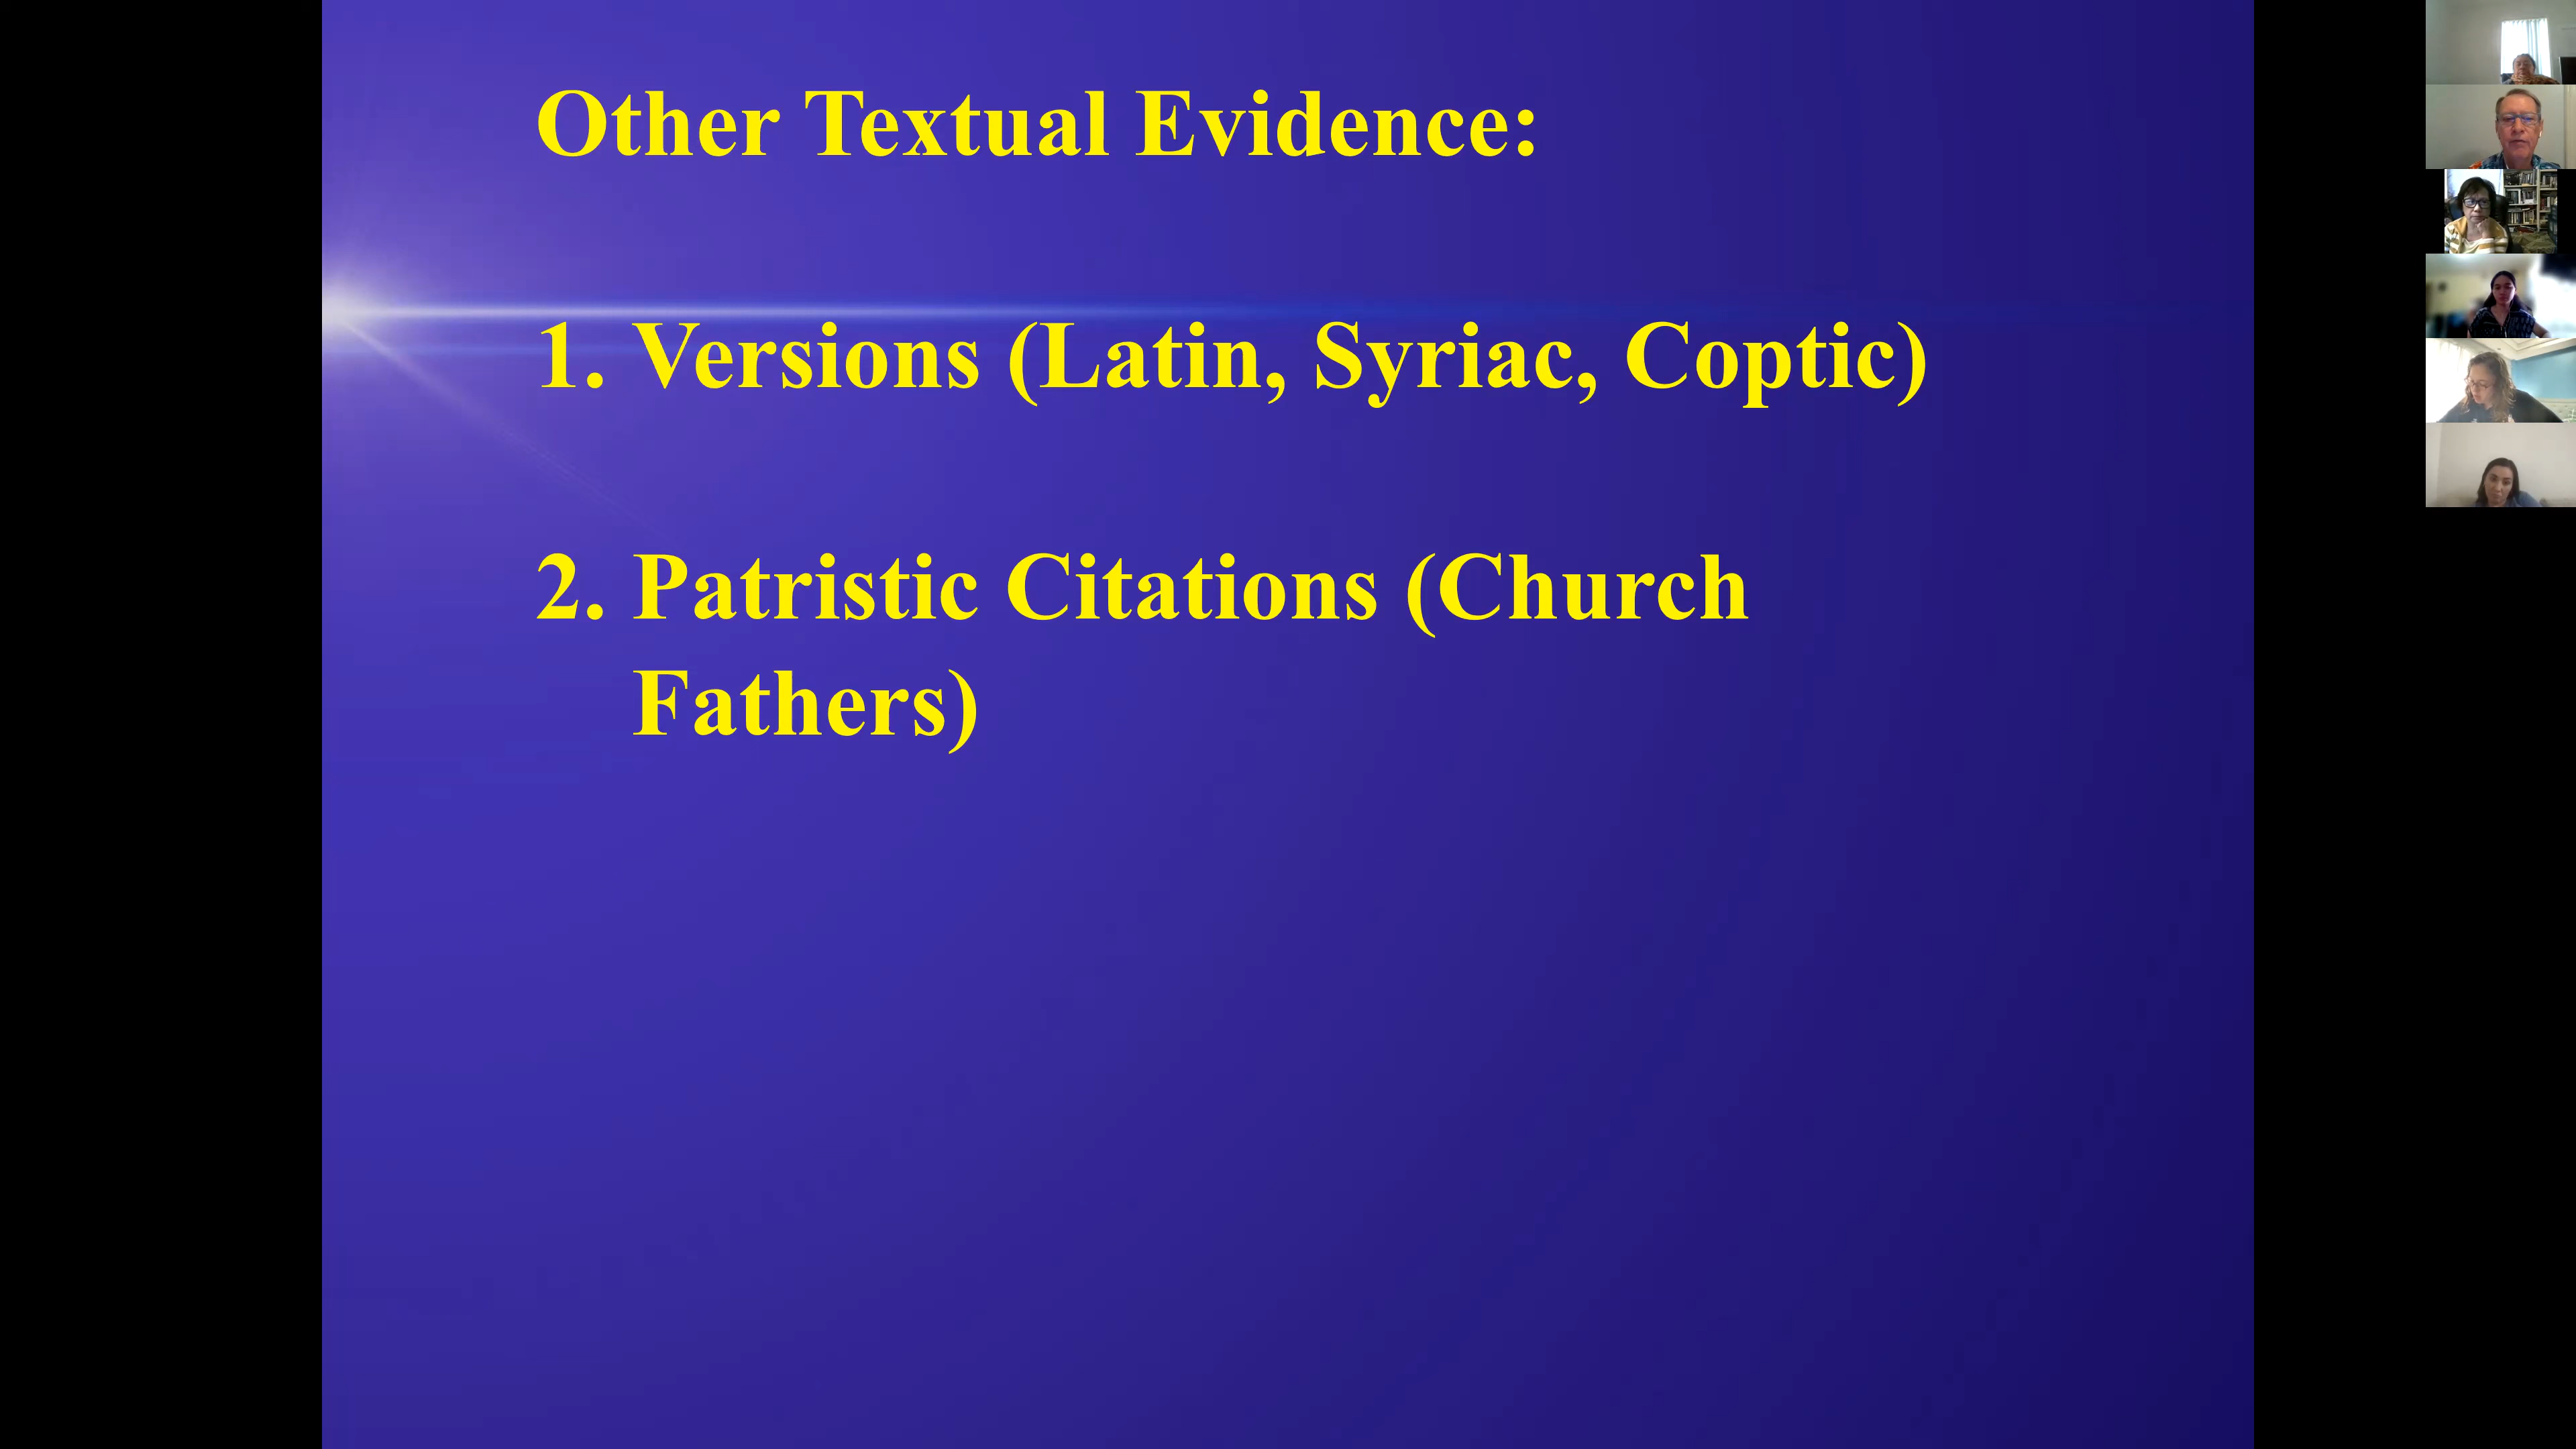 Other Textual Evidence:
1. Versions (Latin, Syriac, Coptic)
2. Patristic Citations (Church
Fathers)